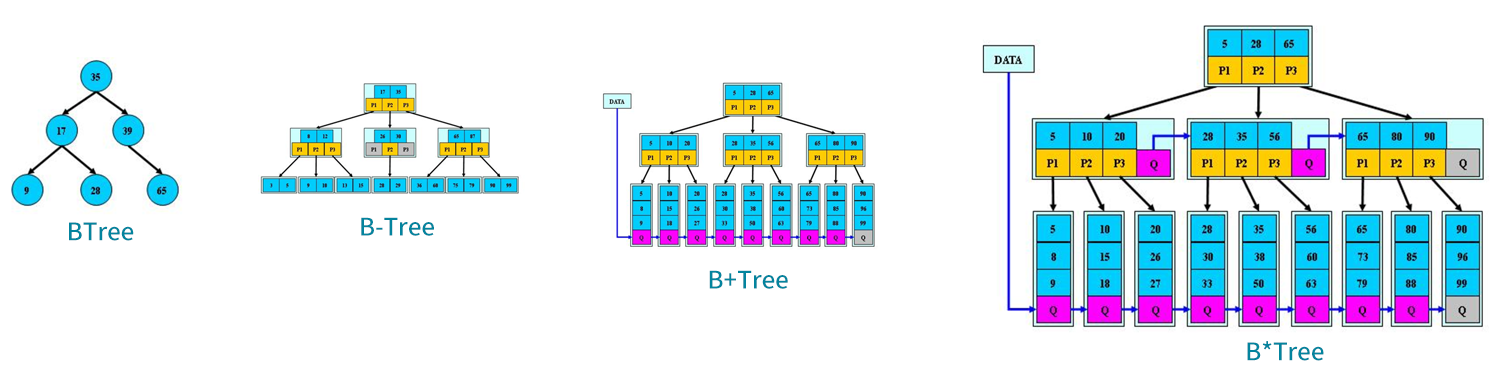 35
17 39
9 28 65
BTree
17 35
P1 P2 P3
8 12
P1 P2 P3
26 30
P1 P2 P3
65 87
P1 P2 P3
3 5
9 10
13 15
28 29
36 60
75 79
90 99
B-Tree
DATA
5 28 65
P1 P2 P3
5 10 20
P1 P2 P3
28 35 56
P1 P2 P3
65 80 90
P1 P2 P3
5 10 20 28 35 56 65 80 90
8 15 26 30 38 60 73 85 96
9 18 27 33 50 63 79 88 99
Q Q Q Q Q Q Q Q Q
B+Tree
DATA
5 28 65
P1 P2 P3
5 10 20
P1 P2 P3 Q
28 35 56
P1 P2 P3 Q
65 80 90
P1 P2 P3 Q
5 10 20 28 35 56 65 80 90
8 15 26 30 38 60 73 85 96
9 18 27 33 50 63 79 88 99
Q Q Q Q Q Q Q Q Q
B*Tree